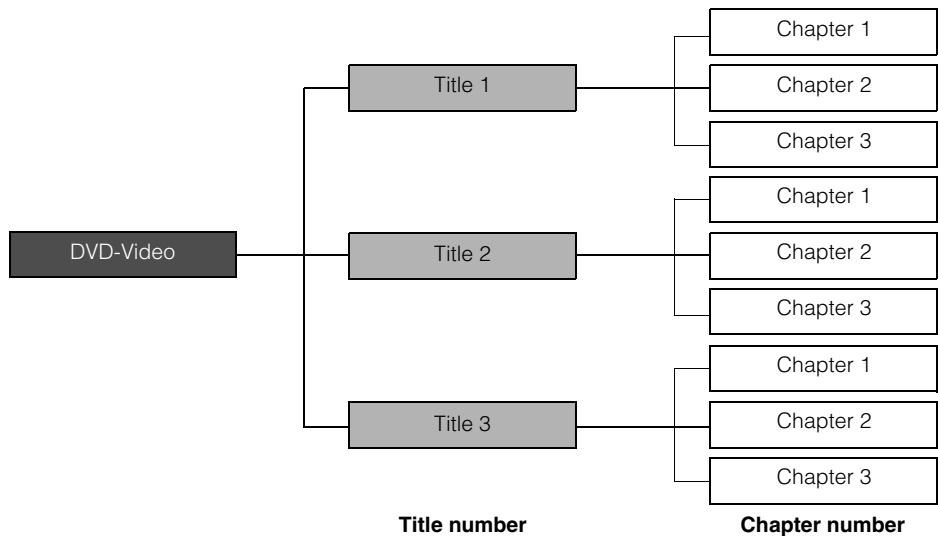 Chapter 1
Title 1
Chapter 2
Chapter 3
Chapter 1
DVD-Video
Title 2
Chapter 2
Chapter 3
Chapter 1
Title 3
Chapter 2
Chapter 3
Title number
Chapter number